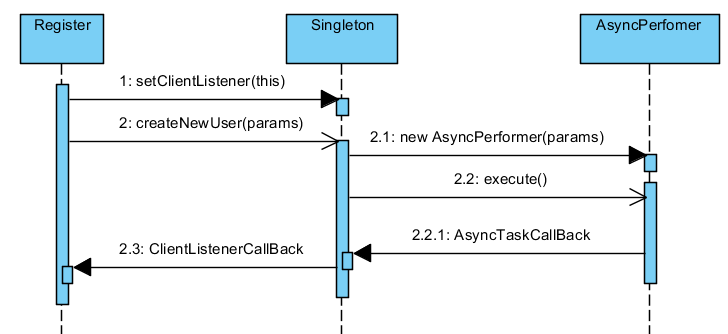 Register
Singleton
AsyncPerfomer
1: setClientListener(this)
2: createNewUser(params)
2.1: new AsyncPerformer(params)
2.2: execute()
2.2.1: AsyncTaskCallBack
2.3: ClientListenerCallBack